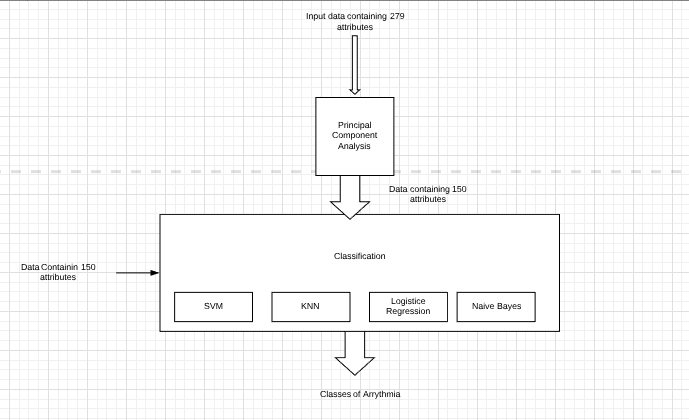 Input data containing 279
attributes
Principal
Component
Analysis
Data containing 150
attributes
Classification
Data Containin 150
attributes
SVM
KNN
Logistice
Regression
Naive Bayes
Classes of Arrythmia